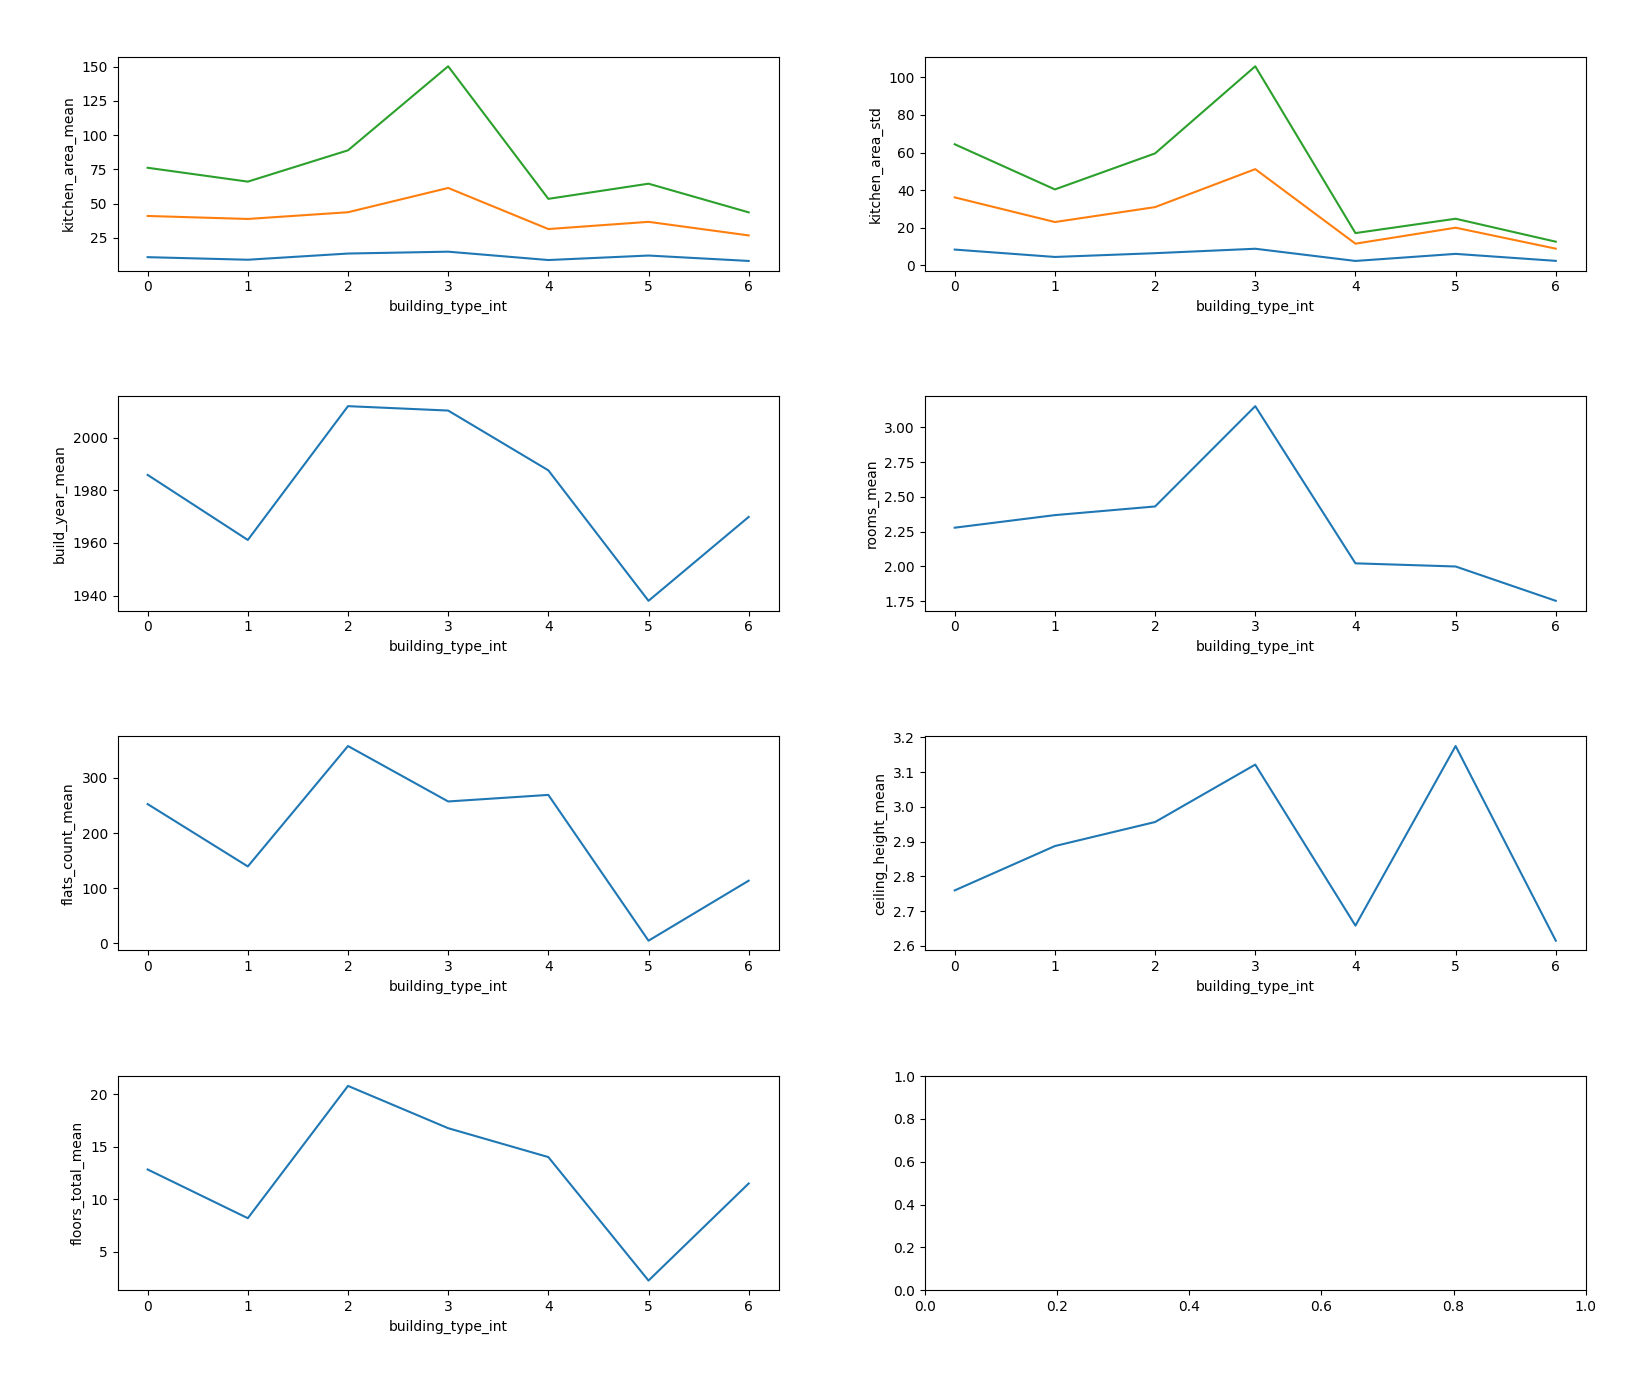 150
125
100
75
50
25
kitchen_area_mean
0 1 2 3 4 5 6
building_type_int
100
80
60
40
20
0
kitchen_area_std
0 1 2 3 4 5 6
building_type_int
2000
1980
1960
1940
build_year_mean
0 1 2 3 4 5 6
building_type_int
3.00
2.75
2.50
2.25
2.00
1.75
rooms_mean
0 1 2 3 4 5 6
building_type_int
300
200
100
0
flats_count_mean
0 1 2 3 4 5 6
building_type_int
3.2
3.1
3.0
2.9
2.8
2.7
2.6
ceiling_height_mean
0 1 2 3 4 5 6
building_type_int
20
15
10
5
floors_total_mean
0 1 2 3 4 5 6
building_type_int
1.0
0.8
0.6
0.4
0.2
0.0
0.0 0.2 0.4 0.6 0.8 1.0